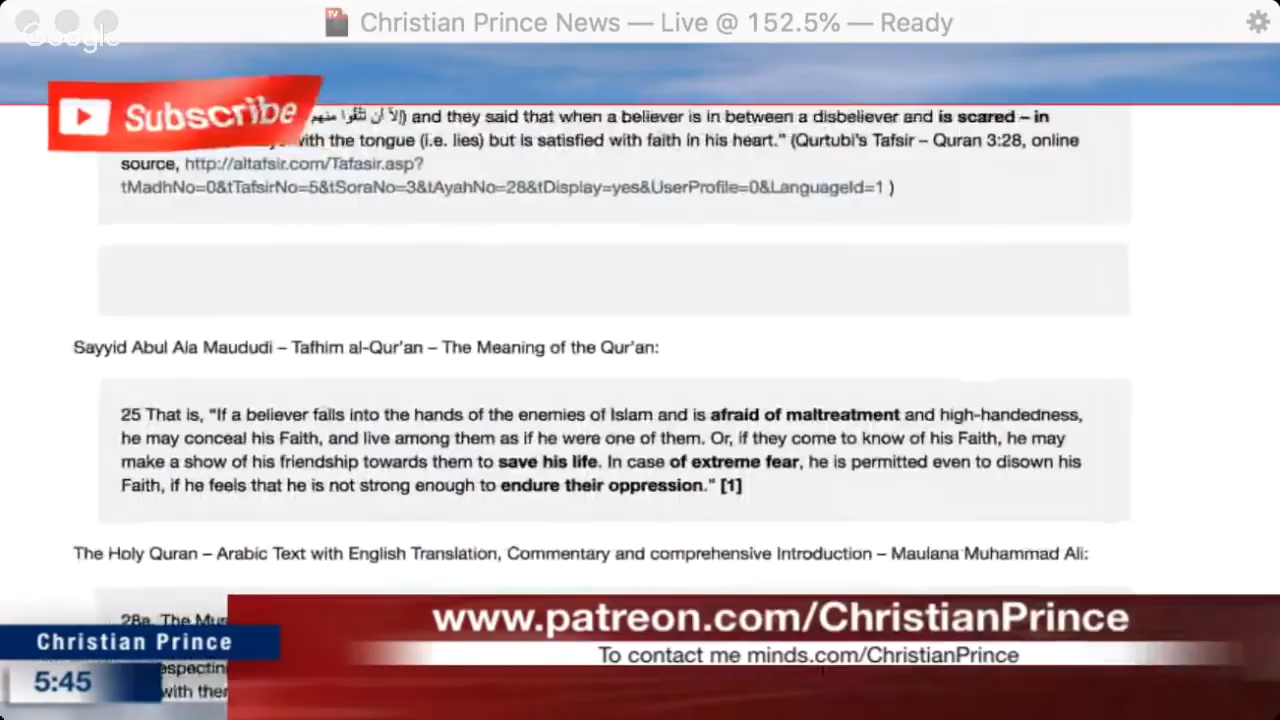 Christian Prince News — Live @ 152.5% — Ready
Google
Subscribe
(إلاّ أن تتّقوا منهم) and they said that when a believer is in between a disbeliever and is scared – in
with the tongue (i.e. lies) but is satisfied with faith in his heart.” (Qurtubi’s Tafsir – Quran 3:28, online
source, http://altafsir.com/Tafasir.asp?
tMadhNo=0&tTafsirNo=5&tSoraNo=3&tAyahNo=28&tDisplay=yes&UserProfile=0&LanguageId=1 )
Sayyid Abul Ala Maududi – Tafhim al-Qur’an – The Meaning of the Qur’an:
25 That is, “If a believer falls into the hands of the enemies of Islam and is afraid of maltreatment and high-handedness,
he may conceal his Faith, and live among them as if he were one of them. Or, if they come to know of his Faith, he may
make a show of his friendship towards them to save his life. In case of extreme fear, he is permitted even to disown his
Faith, if he feels that he is not strong enough to endure their oppression.” [1]
The Holy Quran – Arabic Text with English Translation, Commentary and comprehensive Introduction – Maulana Muhammad Ali:
28a. The Mus
www.patreon.com/ChristianPrince
Christian Prince
To contact me minds.com/ChristianPrince
5:45